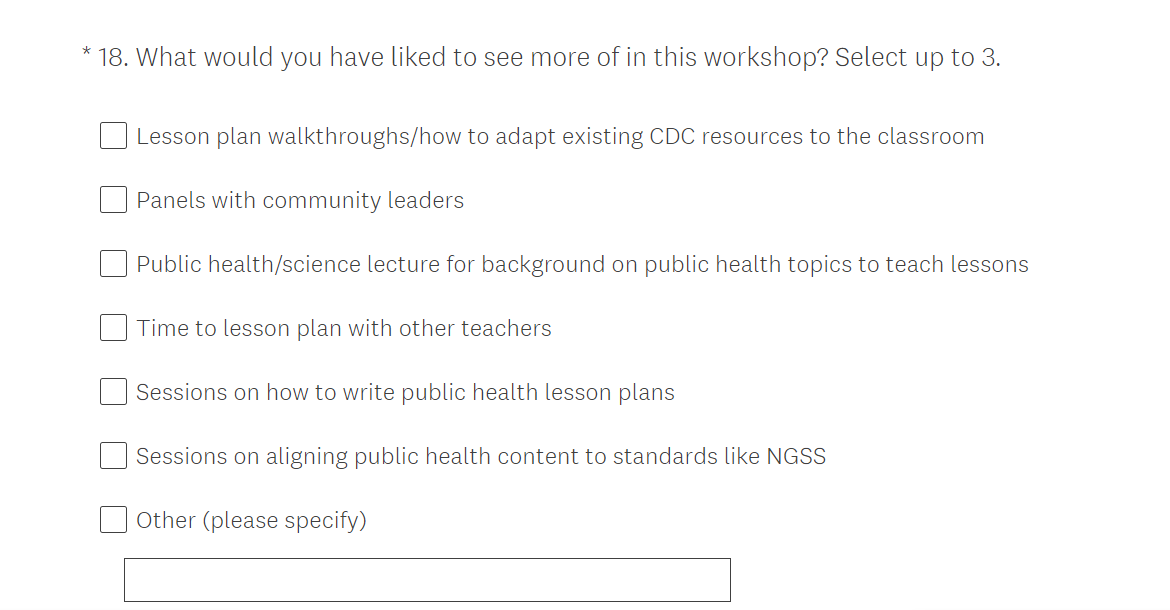 * 18. What would you have liked to see more of in this workshop? Select up to 3.
Lesson plan walkthroughs/how to adapt existing CDC resources to the classroom
Panels with community leaders
Public health/science lecture for background on public health topics to teach lessons
Time to lesson plan with other teachers
Sessions on how to write public health lesson plans
Sessions on aligning public health content to standards like NGSS
Other (please specify)